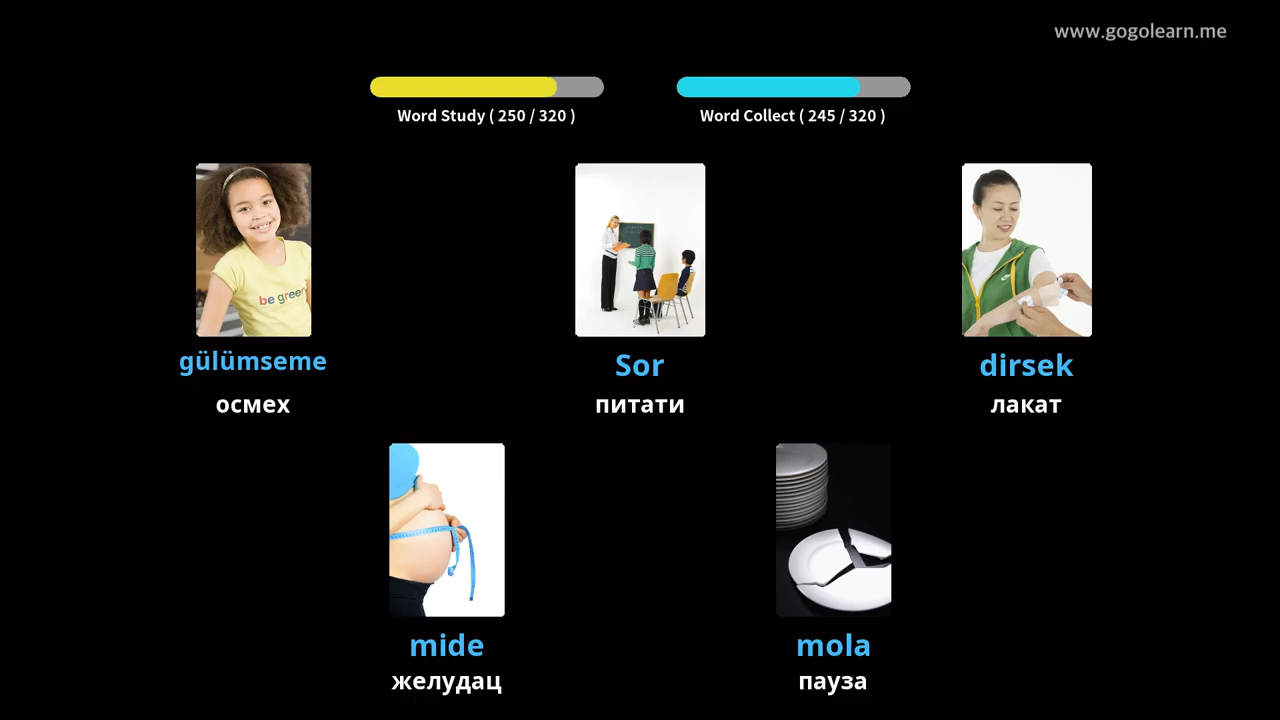 www.gogolearn.me
Word Study ( 250 / 320 )
Word Collect ( 245 / 320 )
be green
gülümseme
Sor
dirsek
осмех
питати
лакат
mide
mola
желудац
пауза